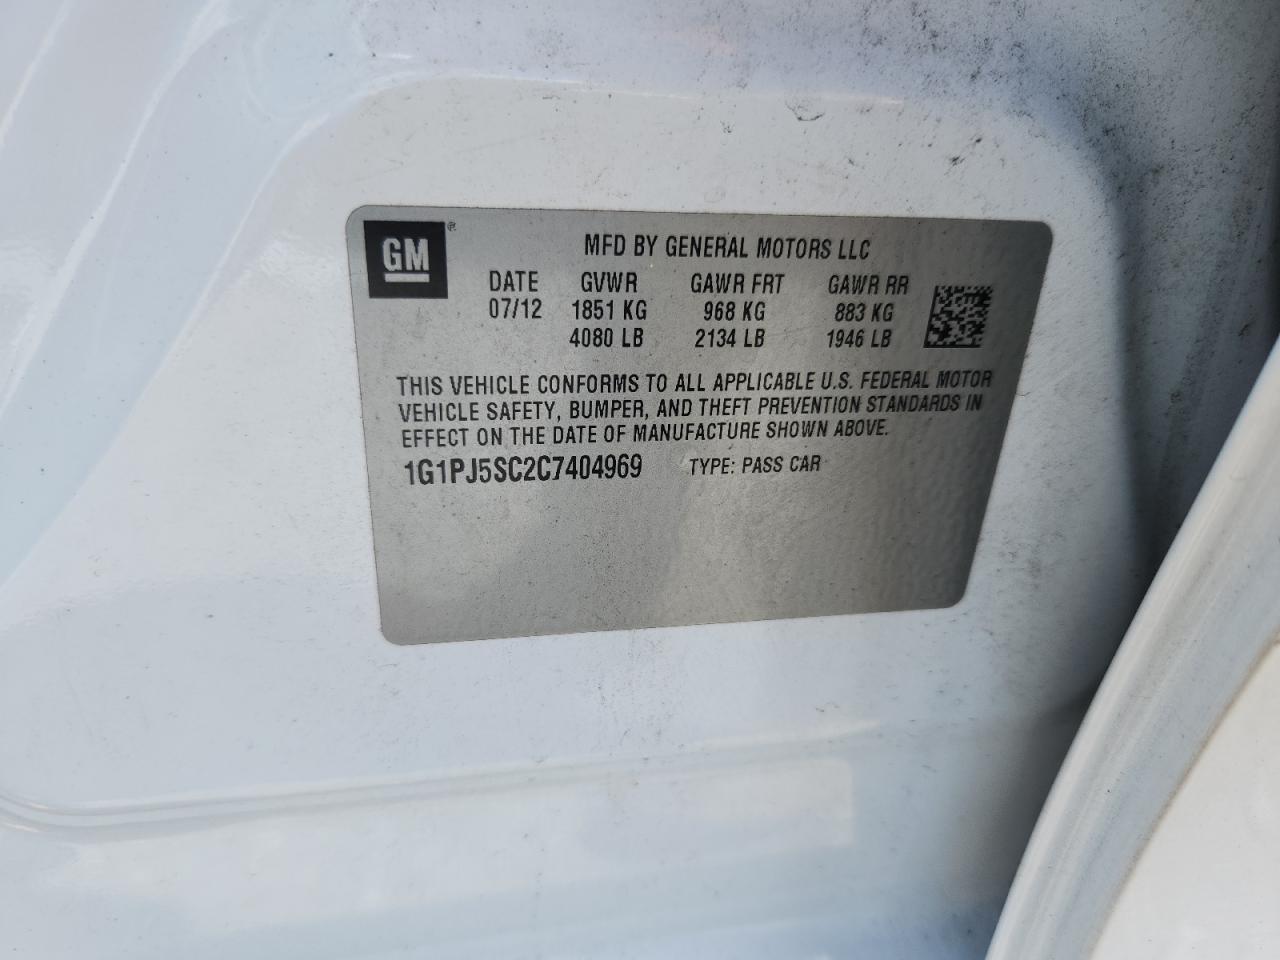 GM®
MFD BY GENERAL MOTORS LLC
DATE GVWR GAWR FRT GAWR RR
07/12 1851 KG 968 KG 883 KG
4080 LB 2134 LB 1946 LB
THIS VEHICLE CONFORMS TO ALL APPLICABLE U.S. FEDERAL MOTOR
VEHICLE SAFETY, BUMPER, AND THEFT PREVENTION STANDARDS IN
EFFECT ON THE DATE OF MANUFACTURE SHOWN ABOVE.
1G1PJ5SC2C7404969 TYPE: PASS CAR